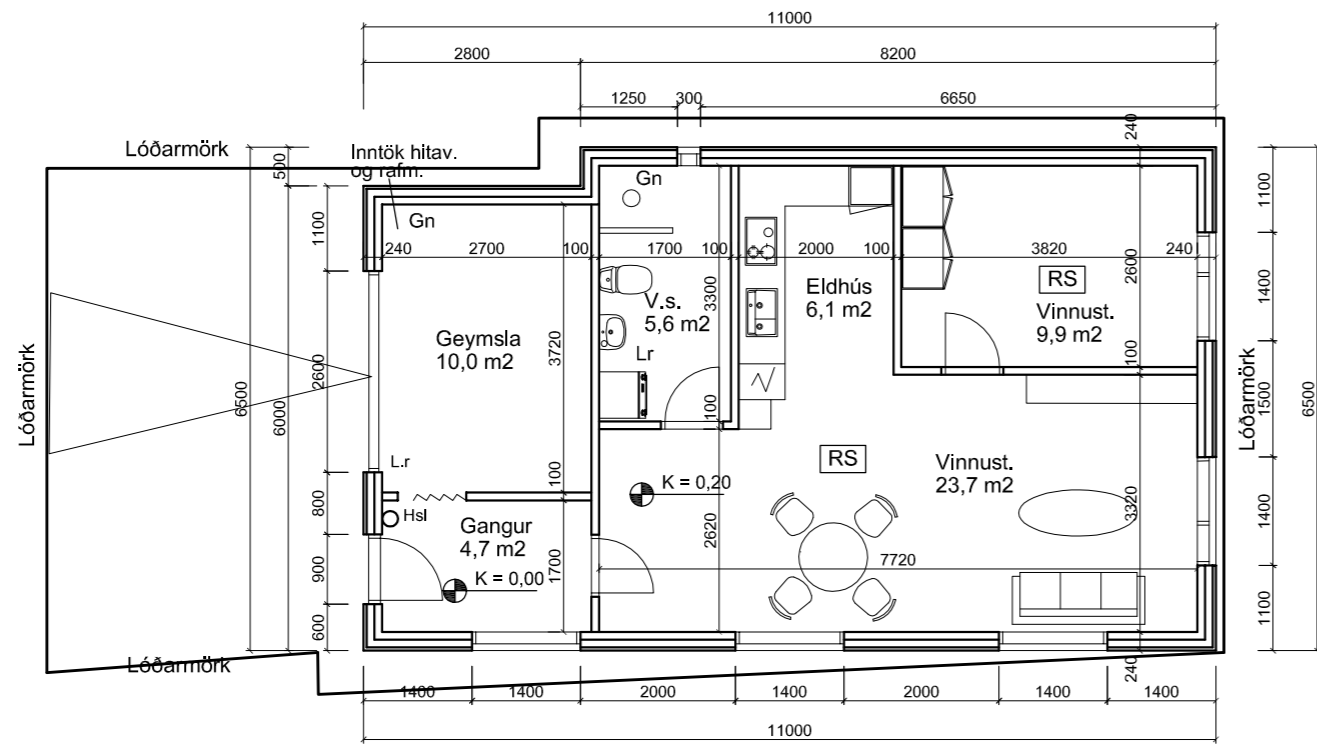 11000
2800
8200
1250
300
6650
240
Lóðarmörk
500
Inntök hitav.
og rafm.
Gn
Gn
1100
1100
240
2700
100
1700
100
2000
100
3820
240
Eldhús
6,1 m2
RS
Vinnust.
9,9 m2
2600
1400
V.s.
5,6 m2
3300
Geymsla
10,0 m2
3720
Lr
100
2600
6500
6000
Lóðarmörk
1500
6500
Lóðarmörk
100
L.r
100
RS
Vinnust.
23,7 m2
K = 0,20
800
Hsl
Gangur
4,7 m2
2620
3320
1400
7720
900
K = 0,00
1700
600
1100
Lóðarmörk
240
1400
1400
2000
1400
2000
1400
1400
11000